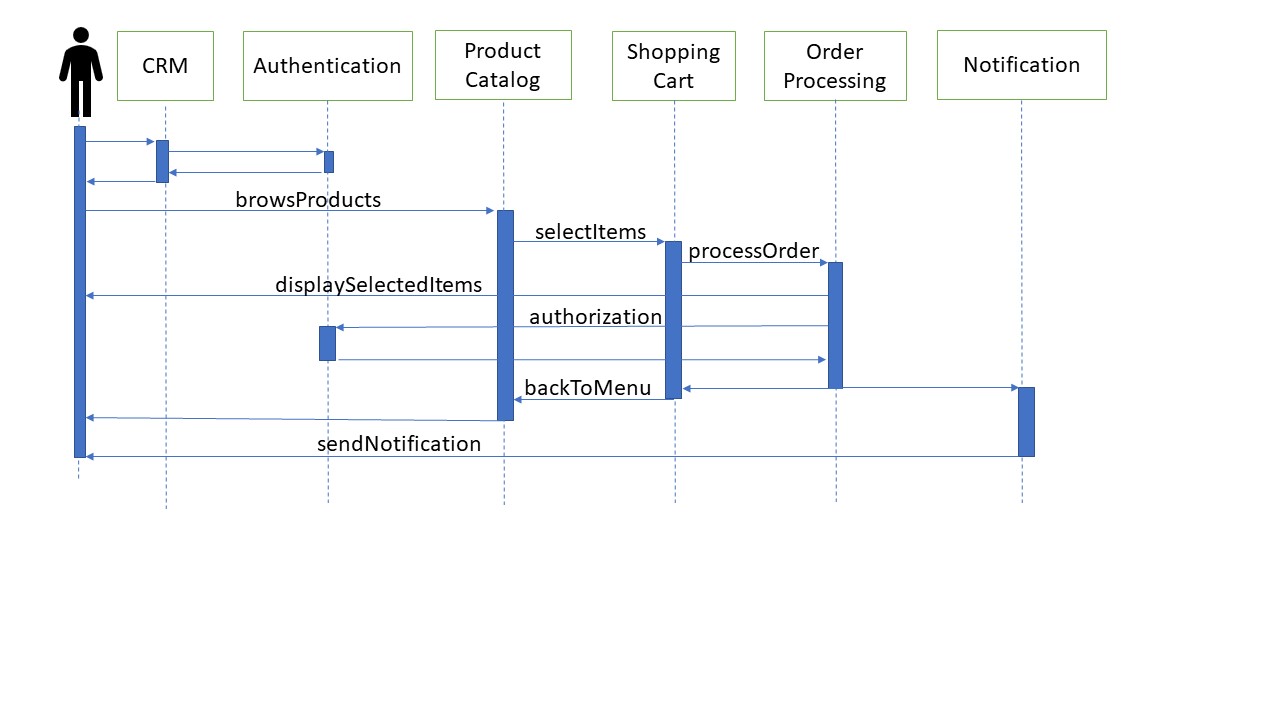 CRM
Authentication
Product
Catalog
Shopping
Cart
Order
Processing
Notification
browsProducts
selectItems
processOrder
displaySelectedItems
authorization
backToMenu
sendNotification